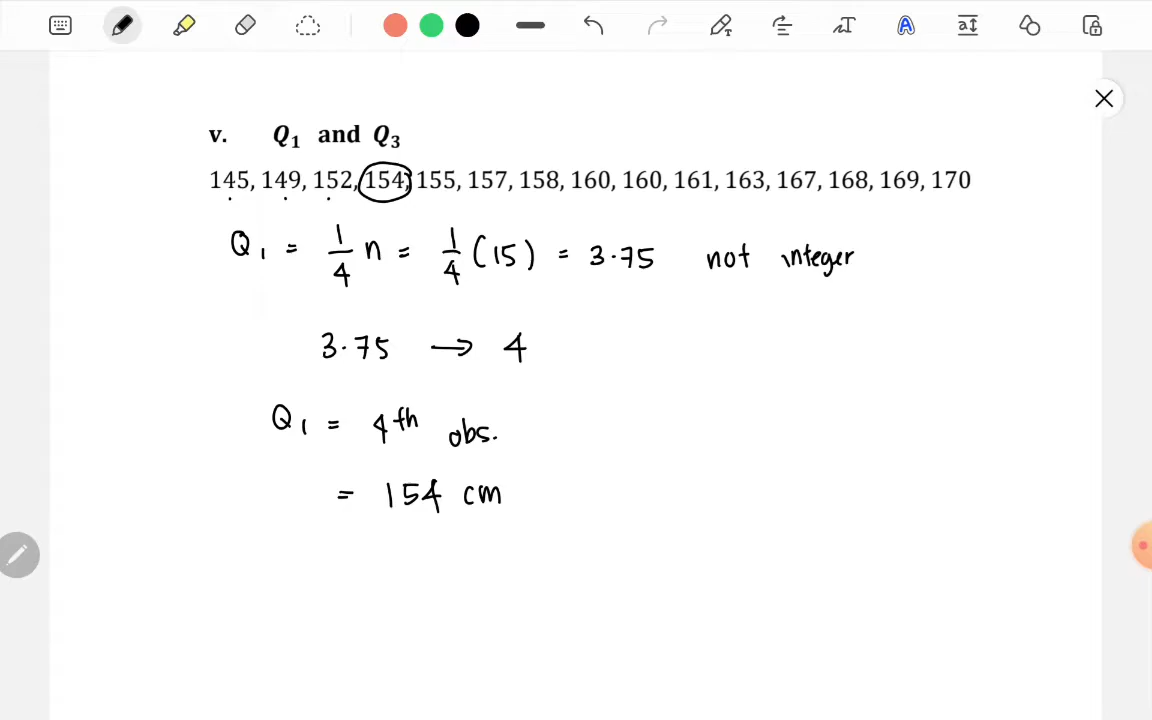 v. Q₁ and Q₃
145, 149, 152, 154, 155, 157, 158, 160, 160, 161, 163, 167, 168, 169, 170
Q₁ = 1/4 n = 1/4 (15) = 3.75 not integer
3.75 → 4
Q₁ = 4th obs.
= 154 cm